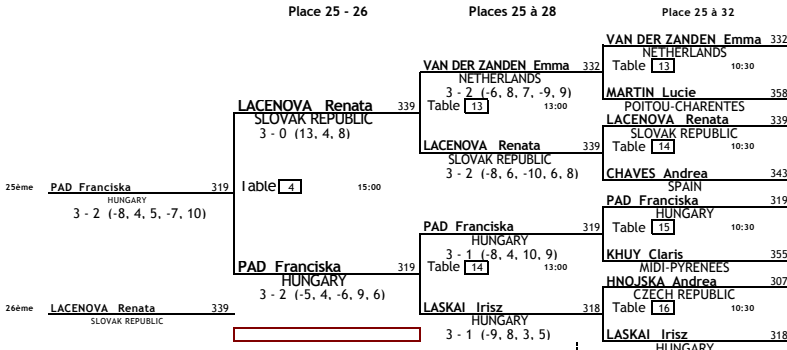 Place 25 - 26 Places 25 à 28 Place 25 à 32
VAN DER ZANDEN Emma 332
NETHERLANDS
VAN DER ZANDEN Emma 332 Table 13 10:30
NETHERLANDS
3 - 2 (-6, 8, 7, -9, 9) MARTIN Lucie 358
LACENOVA Renata 339 Table 13 13:00 POITOU-CHARENTES
SLOVAK REPUBLIC LACENOVA Renata 339
3 - 0 (13, 4, 8) SLOVAK REPUBLIC
LACENOVA Renata 339 Table 14 10:30
SLOVAK REPUBLIC
3 - 2 (-8, 6, -10, 6, 8) CHAVES Andrea 343
25ème PAD Franciska 319 Table 4 15:00 SPAIN
HUNGARY PAD Franciska 319
3 - 2 (-8, 4, 5, -7, 10) HUNGARY
PAD Franciska 319 Table 15 10:30
HUNGARY
3 - 1 (-8, 4, 10, 9) KHUY Claris 355
PAD Franciska 319 Table 14 13:00 MIDI-PYRENEES
HUNGARY HNOJSKA Andrea 307
3 - 2 (-5, 4, -6, 9, 6) CZECH REPUBLIC
26ème LACENOVA Renata 339 LASKAI Irisz 318 Table 16 10:30
SLOVAK REPUBLIC HUNGARY
3 - 1 (-9, 8, 3, 5) LASKAI Irisz 318
HUNGARY